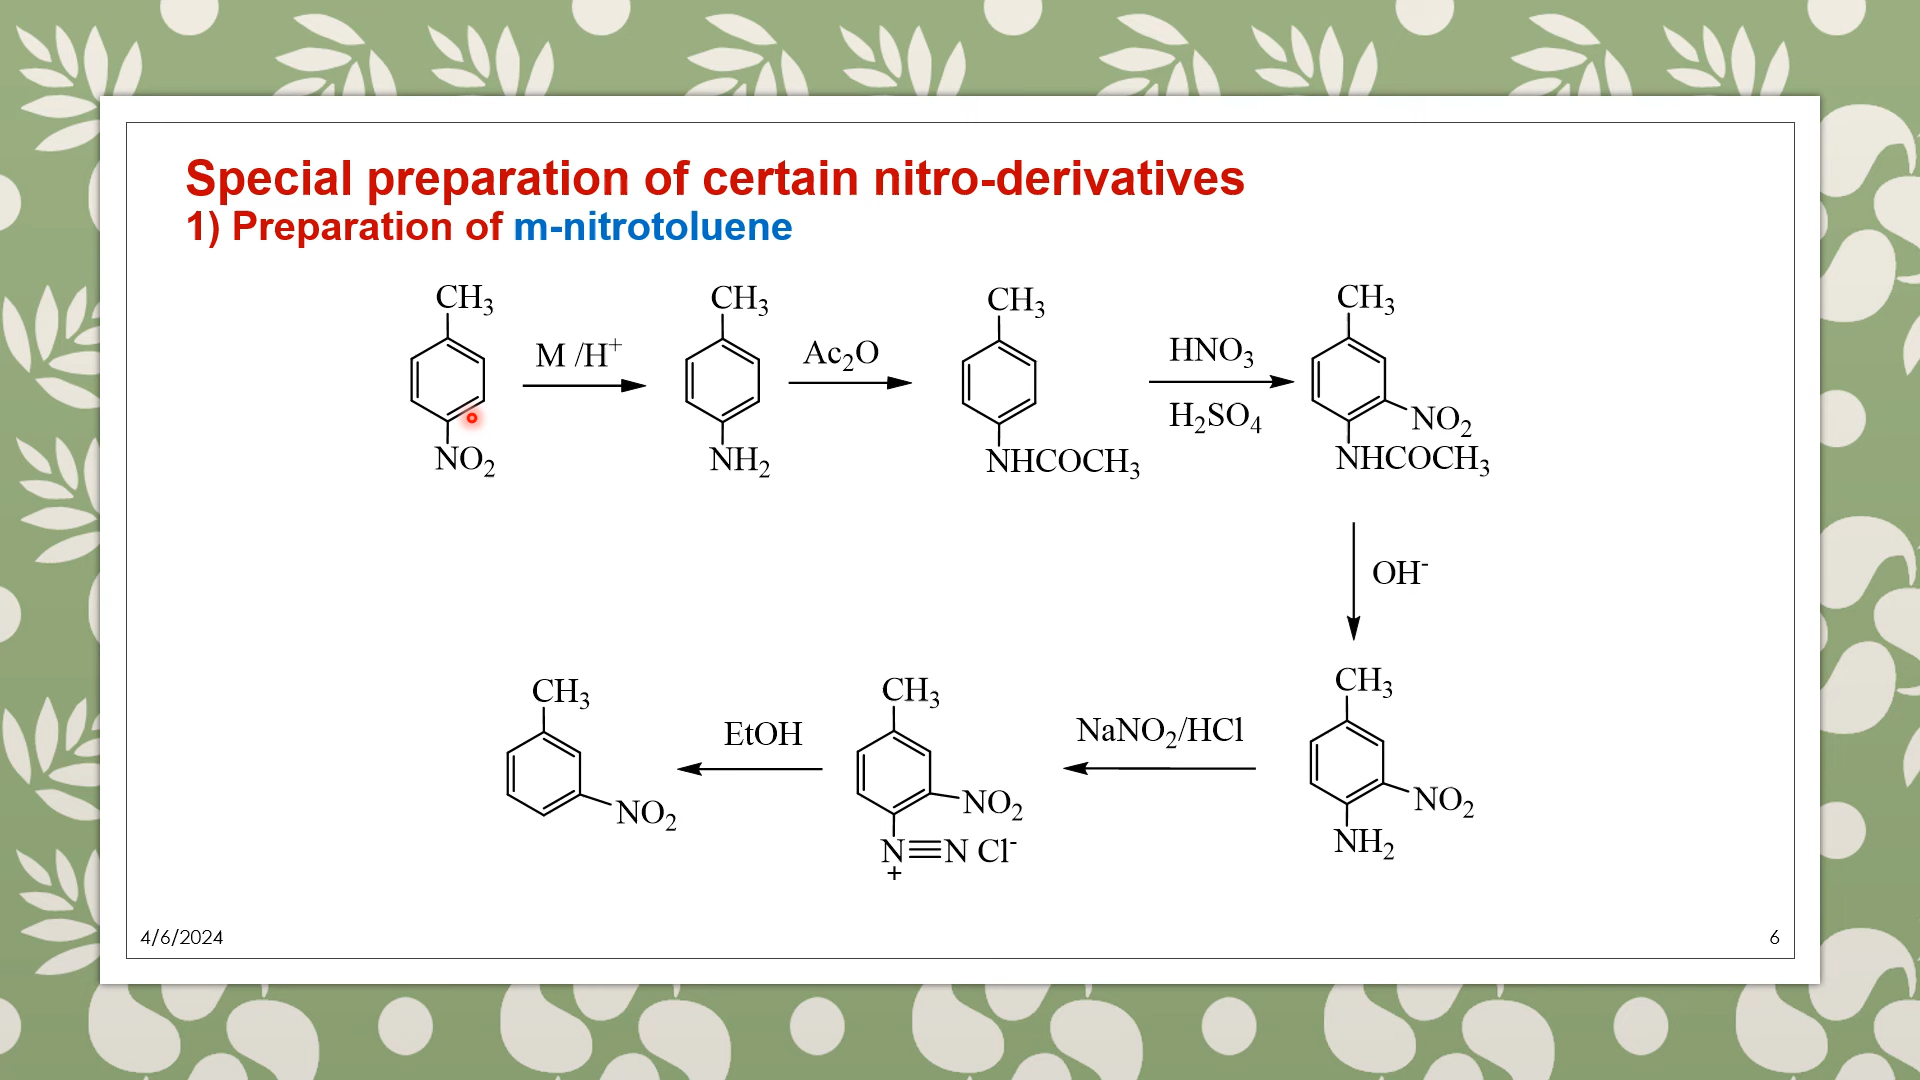 Special preparation of certain nitro-derivatives
1) Preparation of m-nitrotoluene
CH3 CH3 CH3 CH3
M /H+ Ac2O HNO3
H2SO4
NO2 NH2 NHCOCH3 NO2
NHCOCH3
OH-
CH3 CH3 CH3
EtOH NaNO2/HCl
NO2 NO2 NO2
N≡N Cl- NH2
+
4/6/2024 6